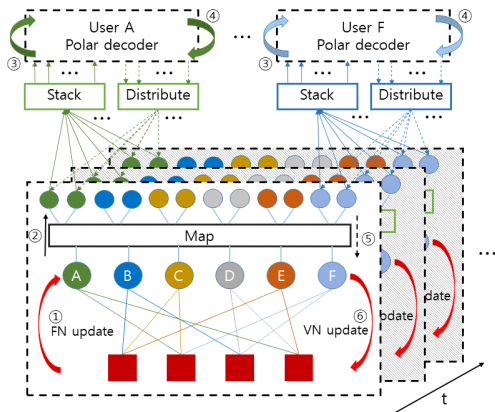 User A
Polar decoder
④
③
...
User F
Polar decoder
④
③
...
...
Stack
Distribute
...
...
...
Stack
Distribute
...
②
Map
⑤
A
B
C
D
E
F
①
FN update
⑥
VN update
odate
date
...
t